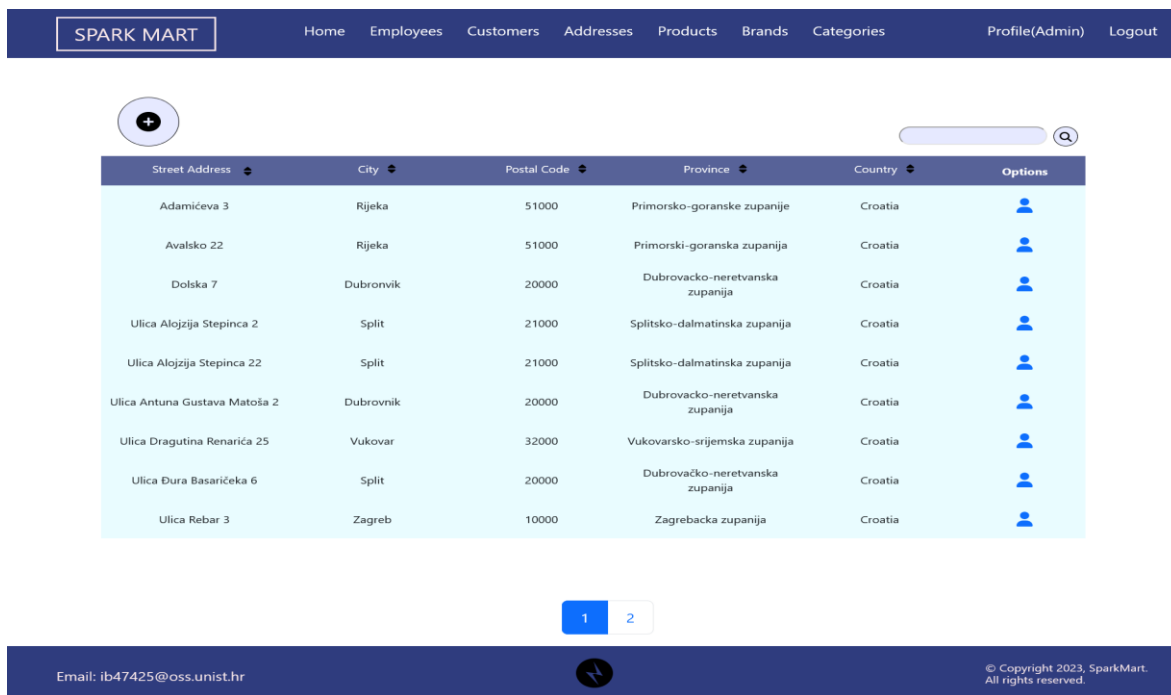 SPARK MART Home Employees Customers Addresses Products Brands Categories Profile(Admin) Logout
Street Address City Postal Code Province Country Options
Adamićeva 3 Rijeka 51000 Primorsko-goranske zupanije Croatia
Avalsko 22 Rijeka 51000 Primorski-goranska zupanija Croatia
Dolska 7 Dubronvik 20000 Dubrovacko-neretvanska zupanija Croatia
Ulica Alojzija Stepinca 2 Split 21000 Splitsko-dalmatinska zupanija Croatia
Ulica Alojzija Stepinca 22 Split 21000 Splitsko-dalmatinska zupanija Croatia
Ulica Antuna Gustava Matoša 2 Dubrovnik 20000 Dubrovacko-neretvanska zupanija Croatia
Ulica Dragutina Renarića 25 Vukovar 32000 Vukovarsko-srijemska zupanija Croatia
Ulica Đura Basaričeka 6 Split 20000 Dubrovačko-neretvanska zupanija Croatia
Ulica Rebar 3 Zagreb 10000 Zagrebacka zupanija Croatia
1 2
Email: ib47425@oss.unist.hr
© Copyright 2023, SparkMart.
All rights reserved.